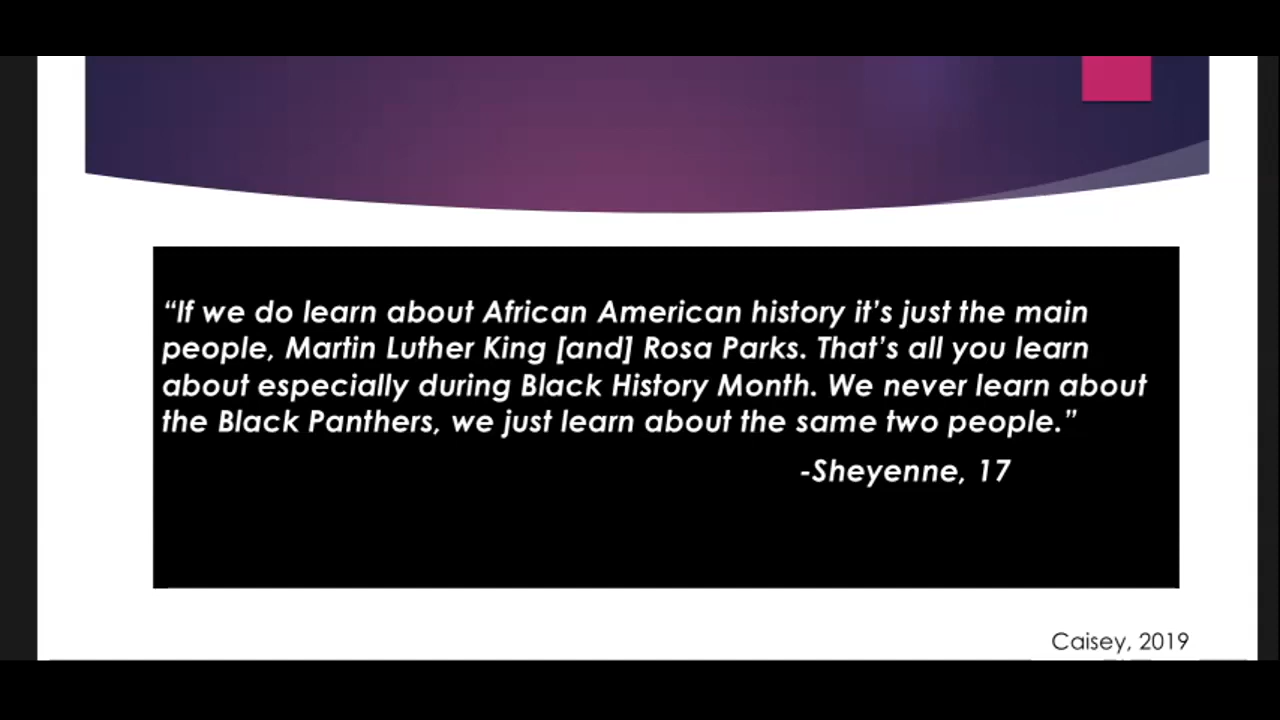 “If we do learn about African American history it’s just the main
people, Martin Luther King [and] Rosa Parks. That’s all you learn
about especially during Black History Month. We never learn about
the Black Panthers, we just learn about the same two people.”
-Sheyenne, 17
Caisey, 2019